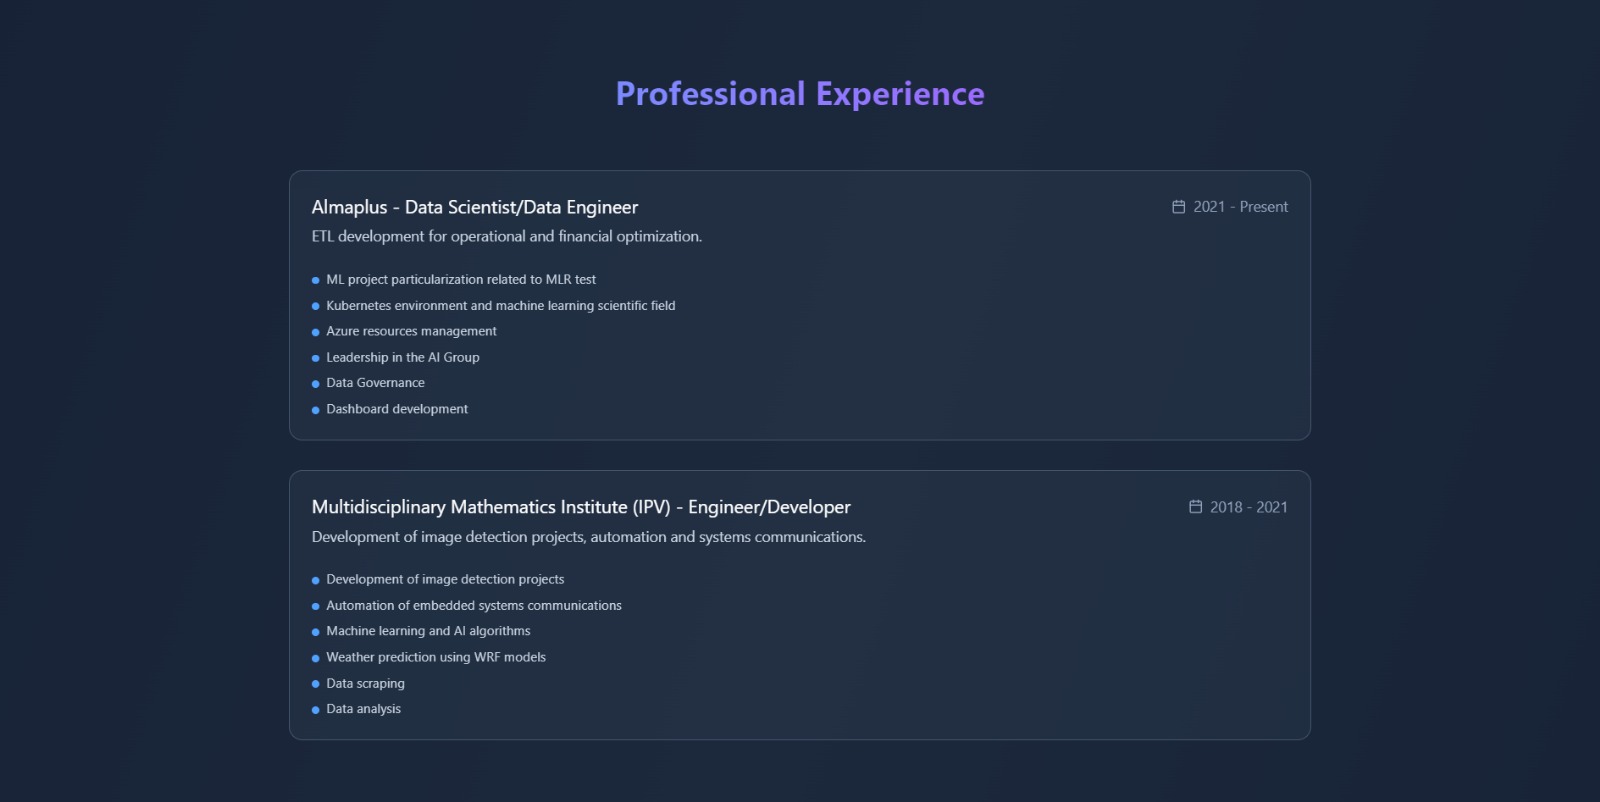 Professional Experience
Almaplus - Data Scientist/Data Engineer
2021 - Present
ETL development for operational and financial optimization.
ML project particularization related to MLR test
Kubernetes environment and machine learning scientific field
Azure resources management
Leadership in the AI Group
Data Governance
Dashboard development
Multidisciplinary Mathematics Institute (IPV) - Engineer/Developer
2018 - 2021
Development of image detection projects, automation and systems communications.
Development of image detection projects
Automation of embedded systems communications
Machine learning and AI algorithms
Weather prediction using WRF models
Data scraping
Data analysis